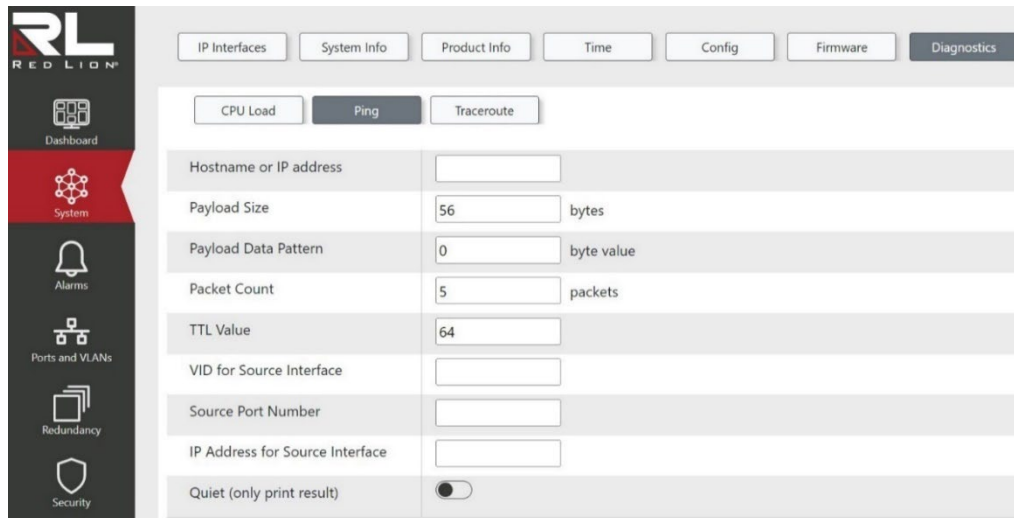 RL
RED LION®
IP Interfaces System Info Product Info Time Config Firmware Diagnostics
CPU Load Ping Traceroute
Dashboard
System
Alarms
Ports and VLANs
Redundancy
Security
Hostname or IP address
Payload Size 56 bytes
Payload Data Pattern 0 byte value
Packet Count 5 packets
TTL Value 64
VID for Source Interface
Source Port Number
IP Address for Source Interface
Quiet (only print result)